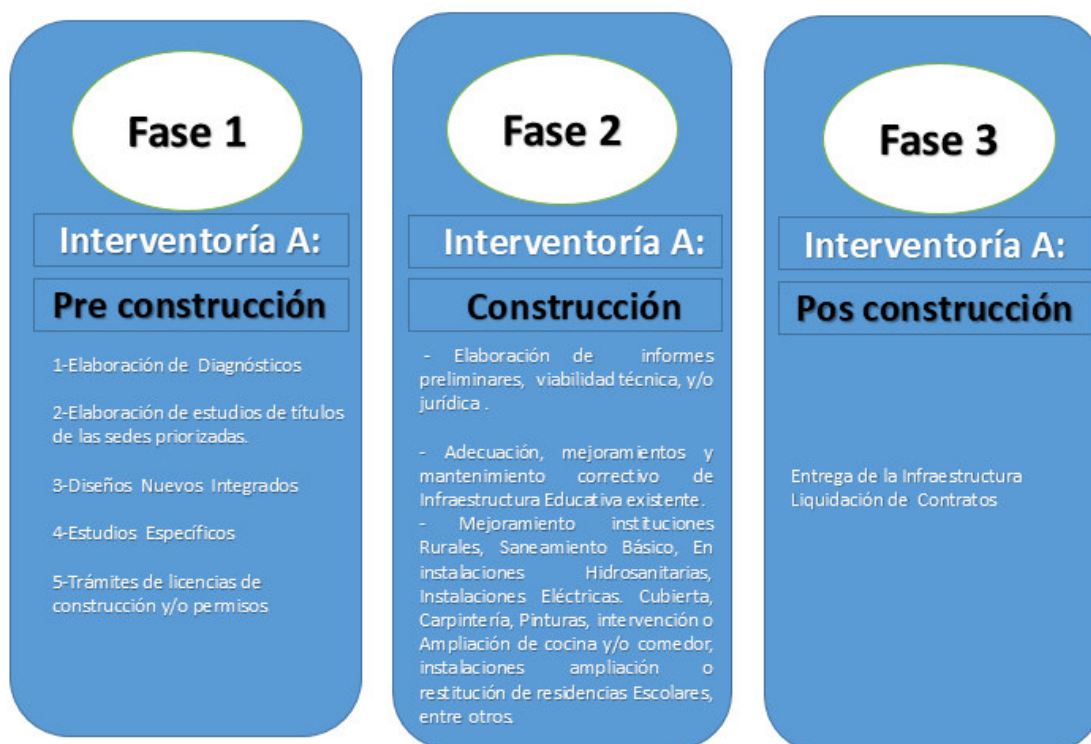 Fase 1
Interventoría A:
Pre construcción
1-Elaboración de Diagnósticos
2-Elaboración de estudios de títulos
de las sedes priorizadas.
3-Diseños Nuevos Integrados
4-Estudios Específicos
5-Trámites de licencias de
construcción y/o permisos
Fase 2
Interventoría A:
Construcción
- Elaboración de informes
preliminares, viabilidad técnica, y/o
jurídica .
- Adecuación, mejoramientos y
mantenimiento correctivo de
Infraestructura Educativa existente.
- Mejoramiento instituciones
Rurales, Saneamiento Básico, En
instalaciones Hidrosanitarias,
Instalaciones Eléctricas. Cubierta,
Carpintería, Pinturas, intervención o
Ampliación de cocina y/o comedor,
instalaciones ampliación o
restitución de residencias Escolares,
entre otros.
Fase 3
Interventoría A:
Pos construcción
Entrega de la Infraestructura
Liquidación de Contratos